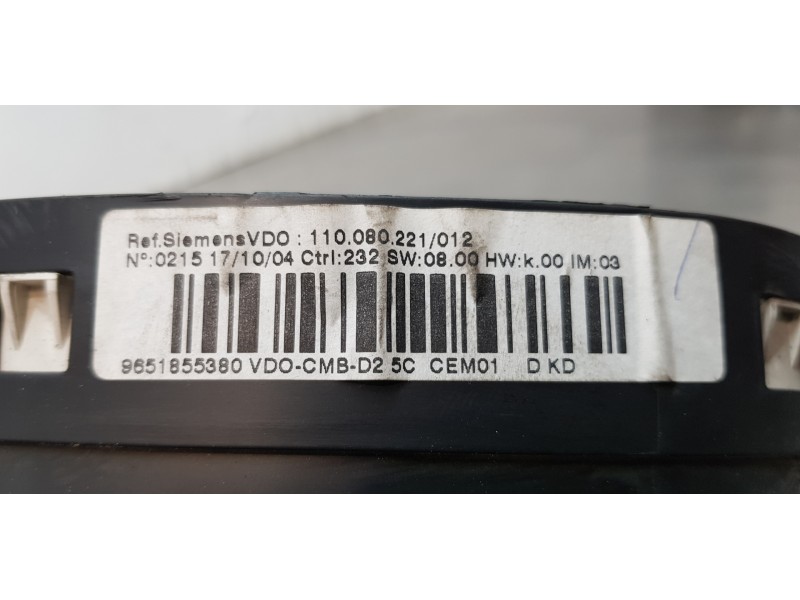 Ref.SiemensVDO : 110.080.221/012
Nº:0215 17/10/04 Ctrl:232 SW:08.00 HW:k.00 IM:03
9651855380 VDO-CMB-D2 5C CEM01 D KD